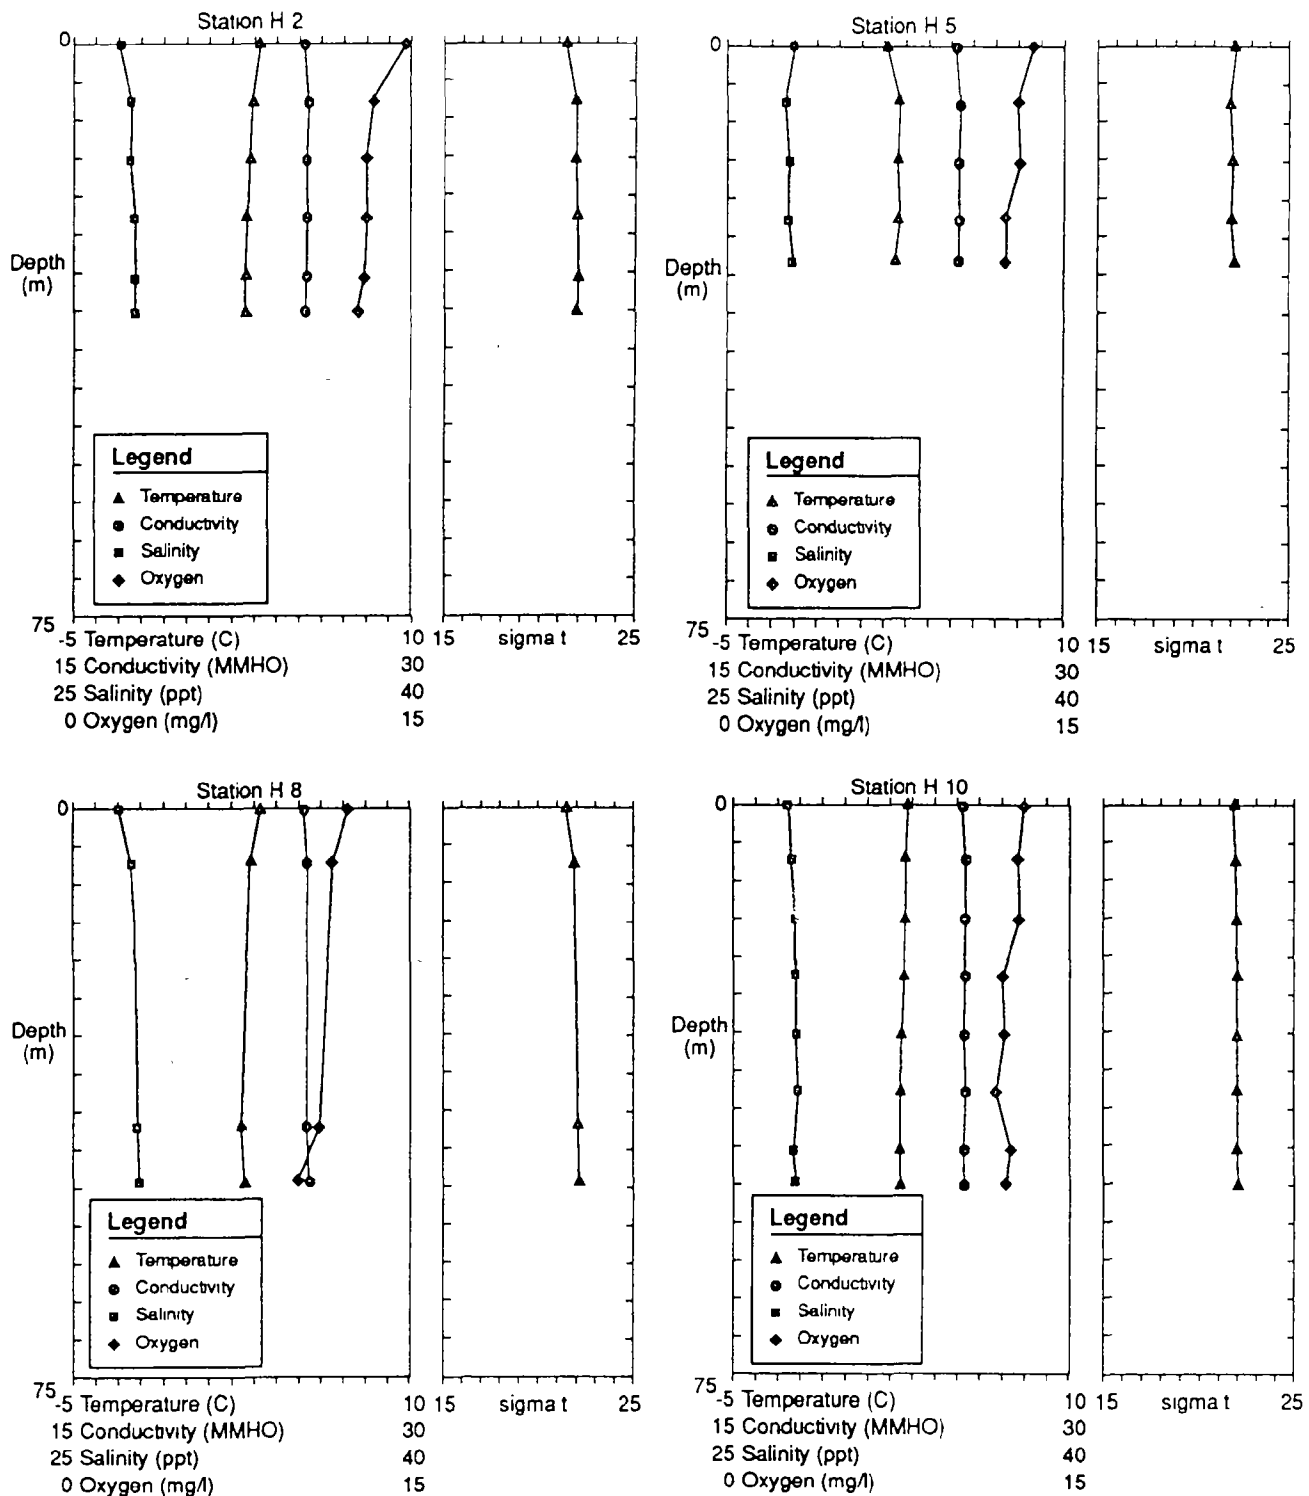 Station H 2
0
Depth
(m)
Legend
Temperature
Conductivity
Salinity
Oxygen
75
-5 Temperature (C) 10
15 Conductivity (MMHO) 30
25 Salinity (ppt) 40
0 Oxygen (mg/l) 15
15 sigma t 25
Station H 5
0
Depth
(m)
Legend
Temperature
Conductivity
Salinity
Oxygen
75
-5 Temperature (C) 10
15 Conductivity (MMHO) 30
25 Salinity (ppt) 40
0 Oxygen (mg/l) 15
15 sigma t 25
Station H 8
0
Depth
(m)
Legend
Temperature
Conductivity
Salinity
Oxygen
75
-5 Temperature (C) 10
15 Conductivity (MMHO) 30
25 Salinity (ppt) 40
0 Oxygen (mg/l) 15
15 sigma t 25
Station H 10
0
Depth
(m)
Legend
Temperature
Conductivity
Salinity
Oxygen
75
-5 Temperature (C) 10
15 Conductivity (MMHO) 30
25 Salinity (ppt) 40
0 Oxygen (mg/l) 15
15 sigma t 25